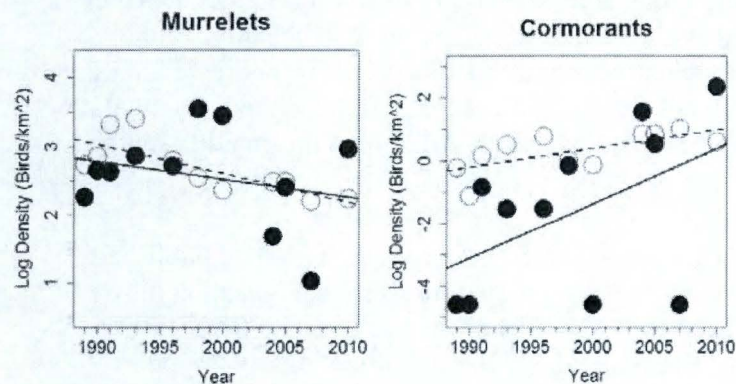 Murrelets
Log Density (Birds/km^2)
4
3
2
1
1990 1995 2000 2005 2010
Year
Cormorants
Log Density (Birds/km^2)
2
0
-2
-4
1990 1995 2000 2005 2010
Year